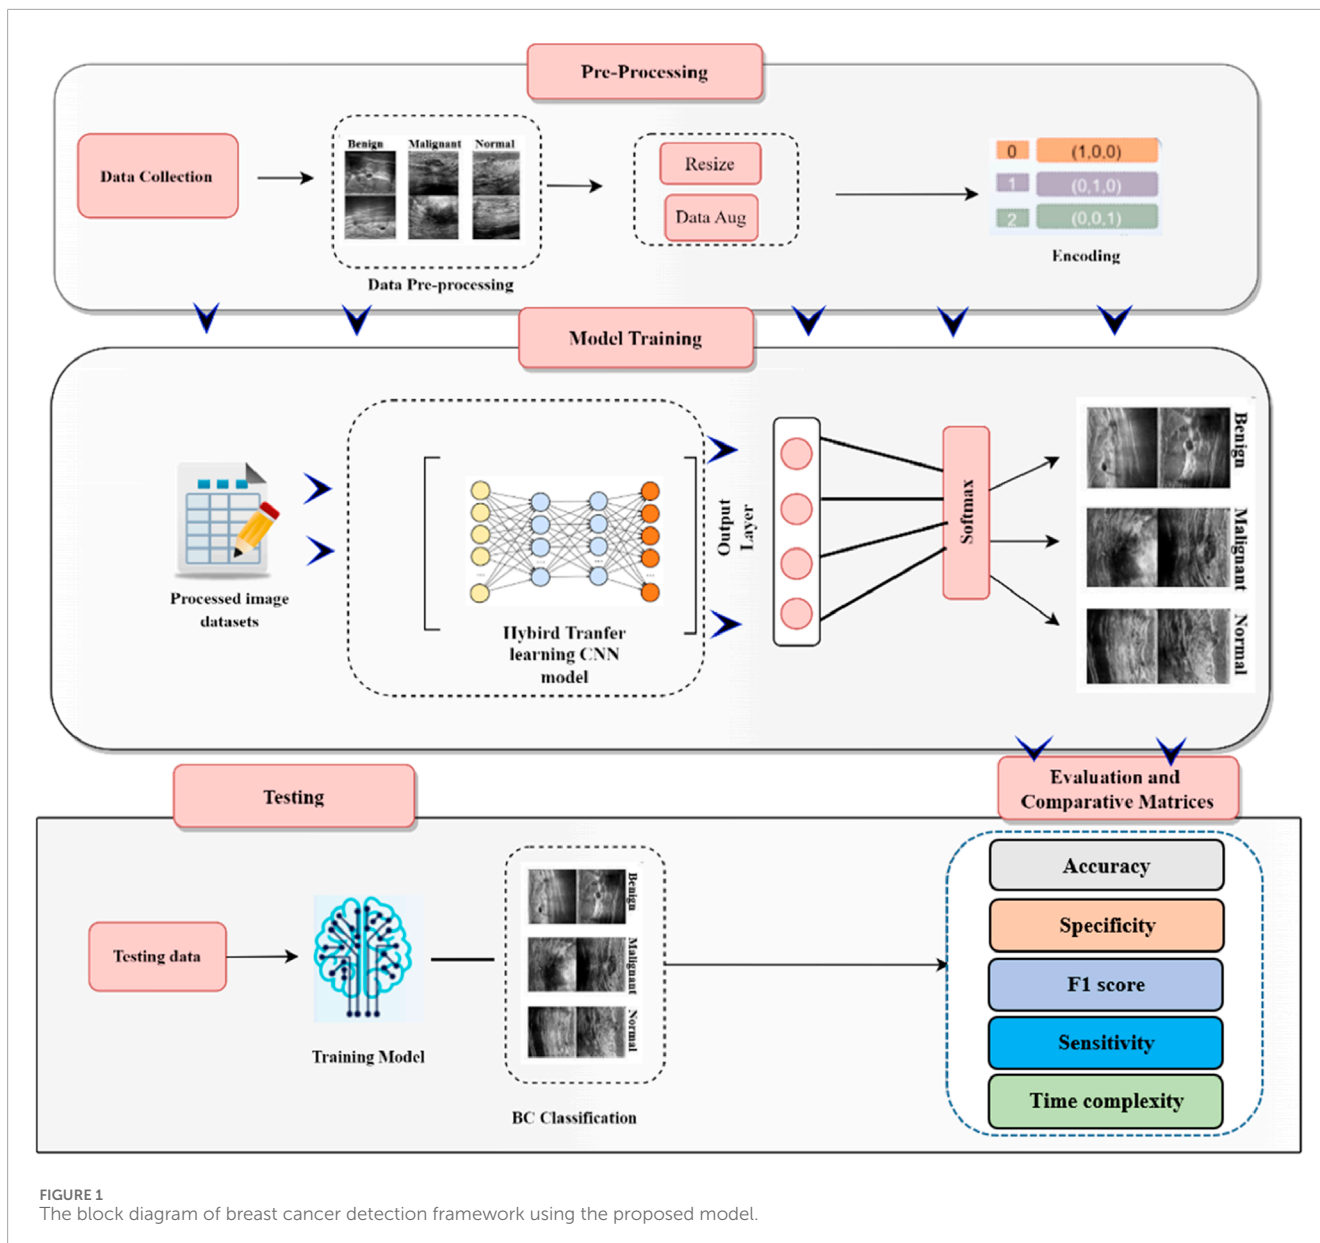 Pre-Processing
Data Collection
Benign Malignant Normal
Data Pre-processing
Resize
Data Aug
0 (1,0,0)
1 (0,1,0)
2 (0,0,1)
Encoding
Model Training
Processed image
datasets
...
...
...
...
Hybird Tranfer
learning CNN
model
Output
Layer
Softmax
Benign
Malignant
Normal
Testing
Evaluation and
Comparative Matrices
Testing data
Training Model
Benign
Malignant
Normal
BC Classification
Accuracy
Specificity
F1 score
Sensitivity
Time complexity
FIGURE 1
The block diagram of breast cancer detection framework using the proposed model.